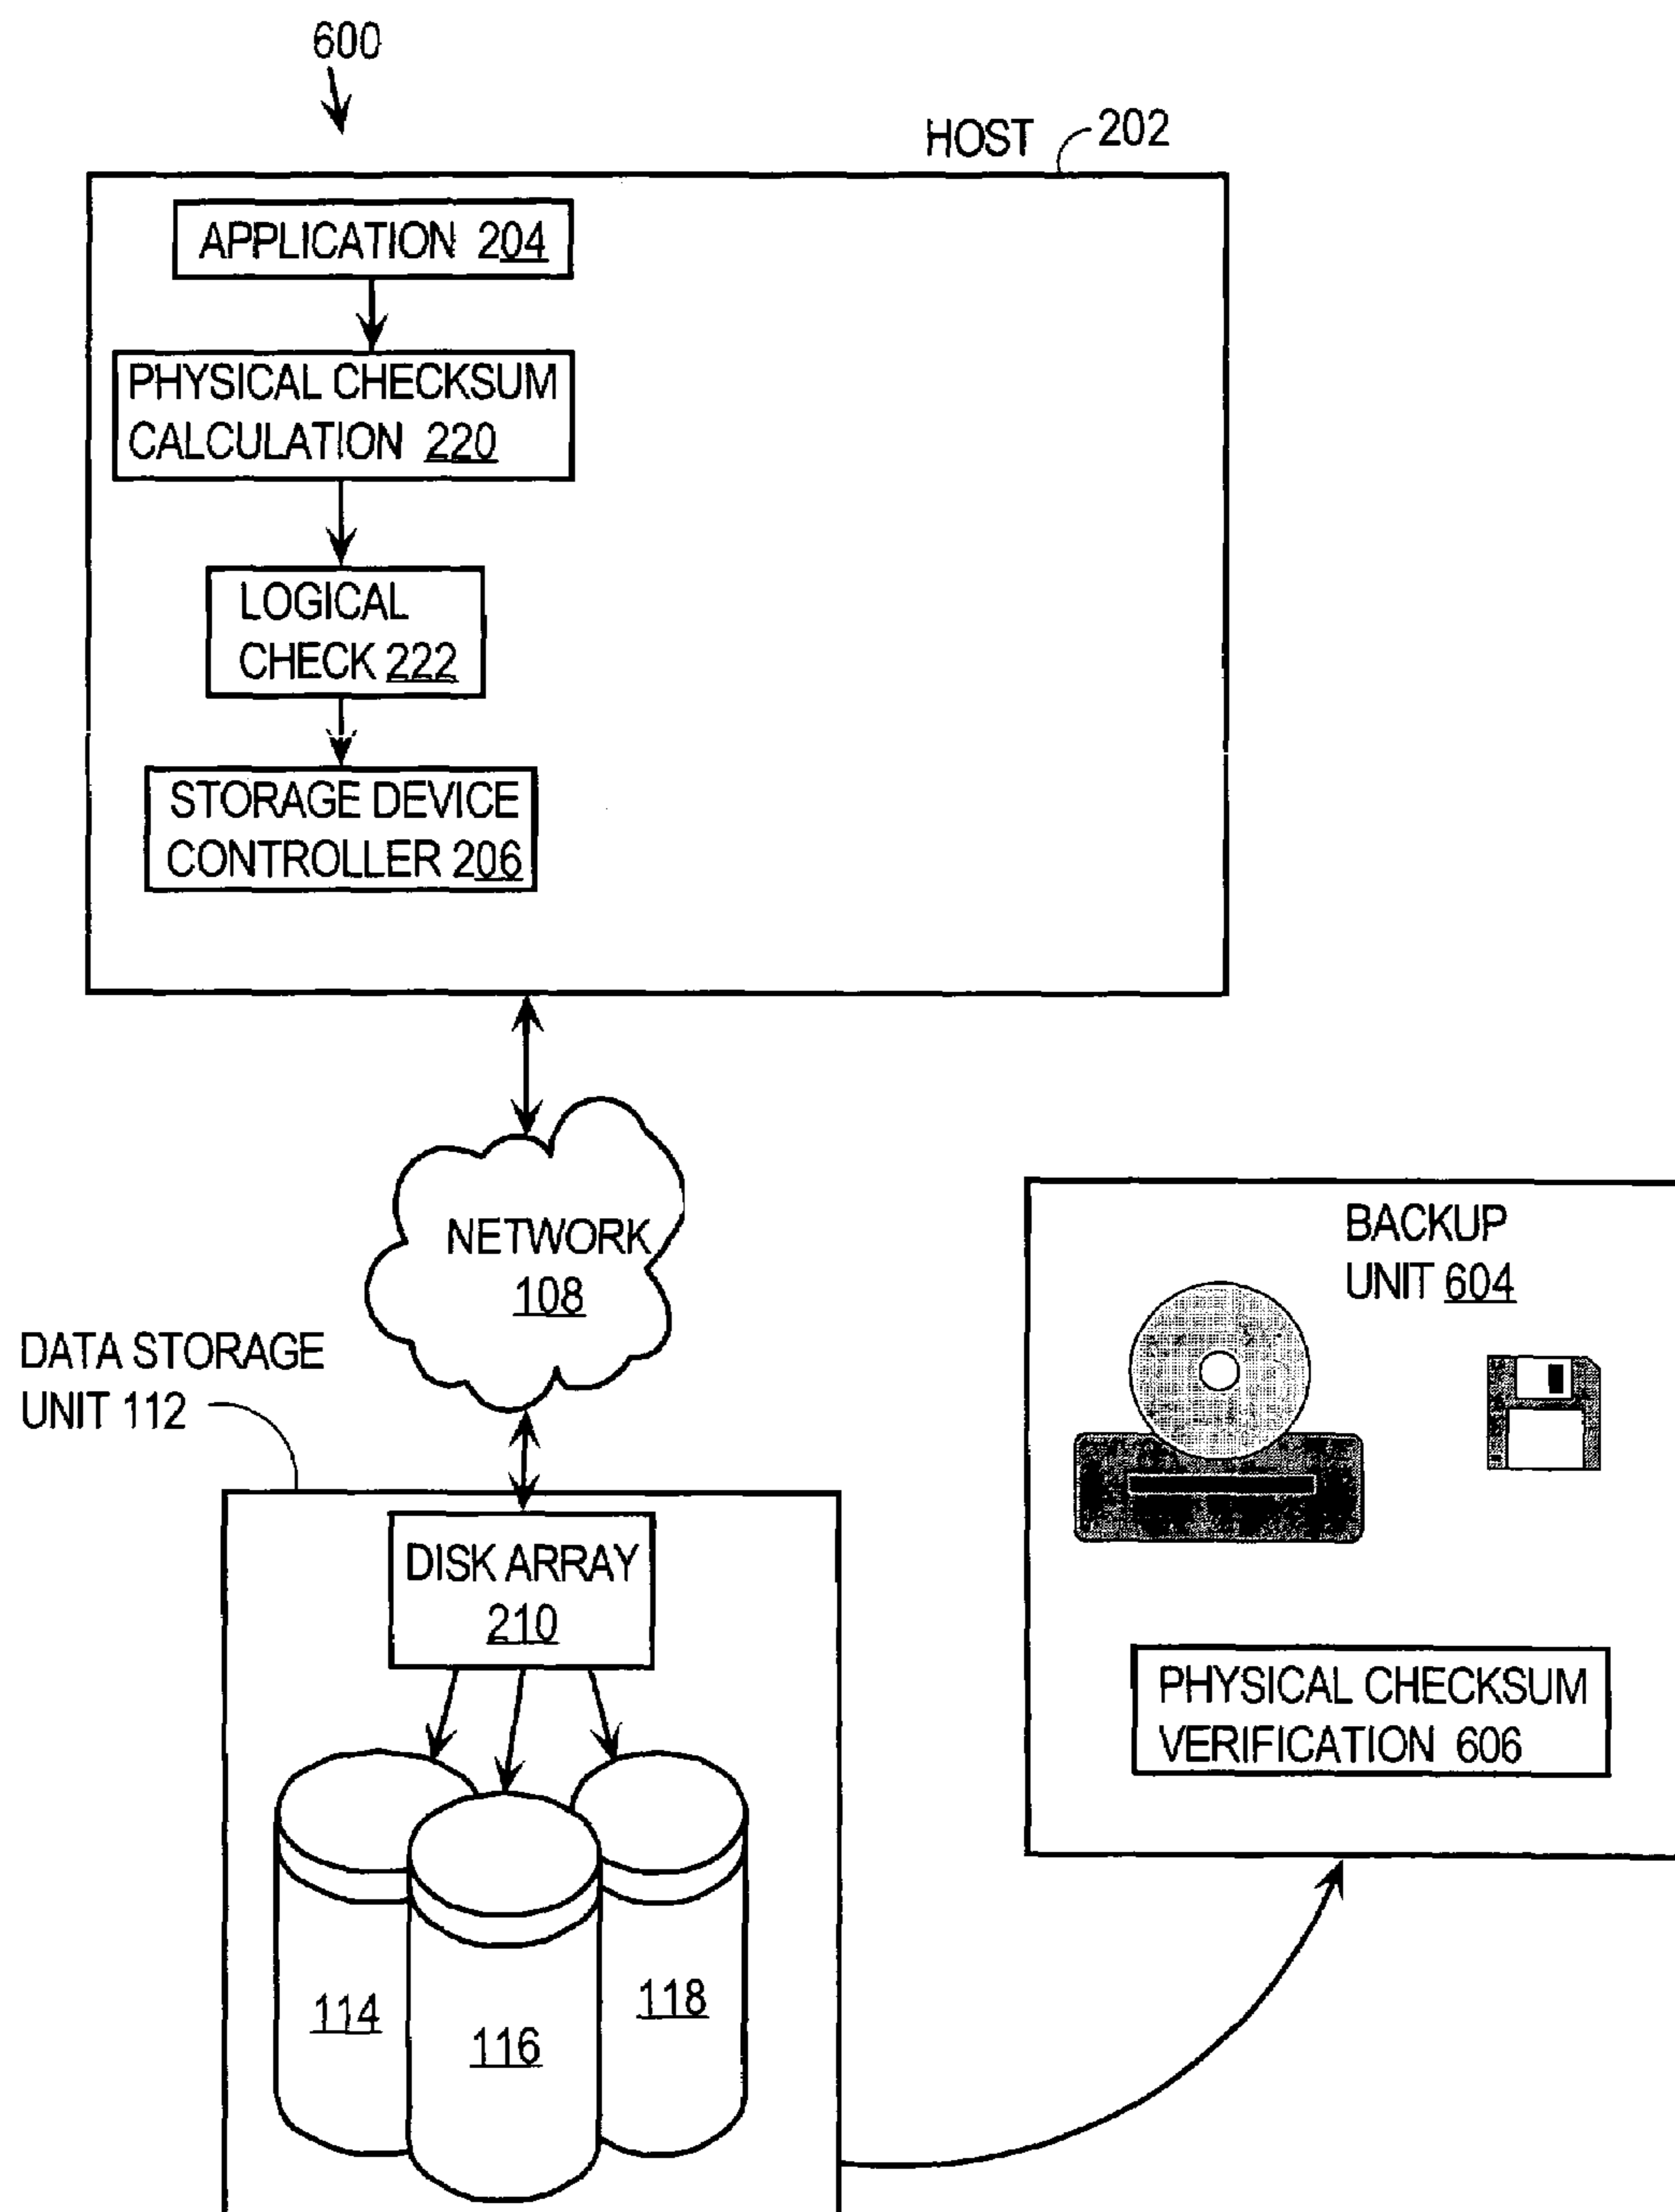 600
HOST 202
APPLICATION 204
PHYSICAL CHECKSUM
CALCULATION 220
LOGICAL
CHECK 222
STORAGE DEVICE
CONTROLLER 206
NETWORK
108
BACKUP
UNIT 604
DATA STORAGE
UNIT 112
DISK ARRAY
210
PHYSICAL CHECKSUM
VERIFICATION 606
114
116
118